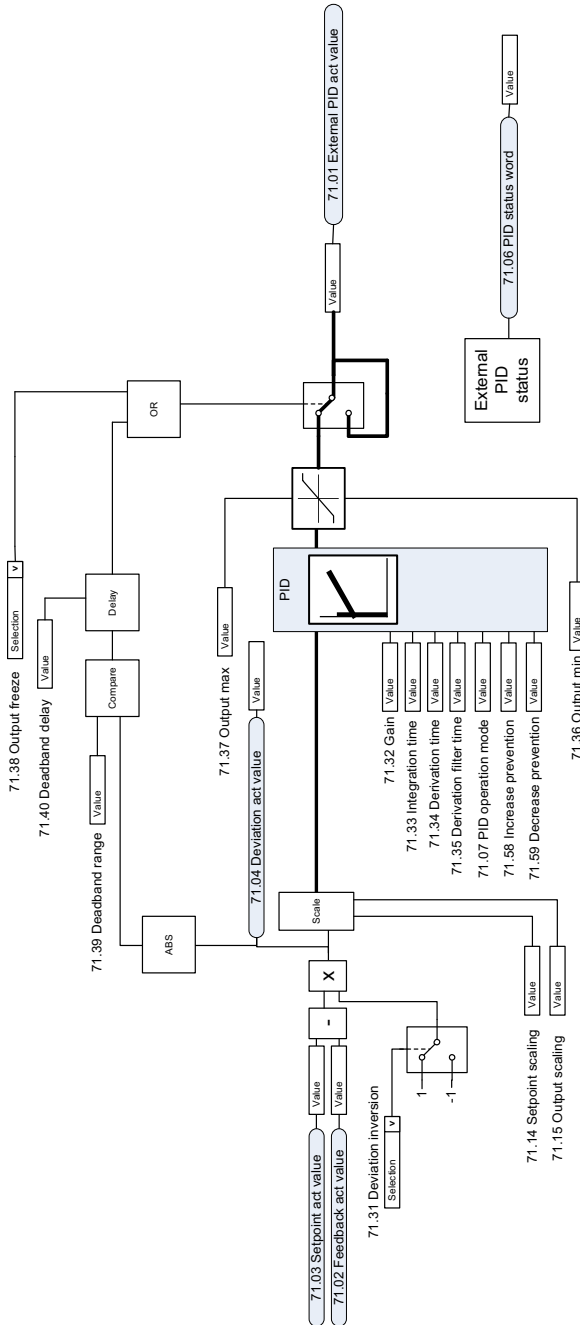 71.38 Output freeze
Selection v
71.40 Deadband delay
Value
71.39 Deadband range
Value
Compare
Delay
OR
ABS
71.04 Deviation act value
Value
71.37 Output max
Value
71.03 Setpoint act value
Value
71.02 Feedback act value
Value
-
X
Scale
PID
Value
71.01 External PID act value
71.31 Deviation inversion
Selection v
1
-1
71.32 Gain
Value
71.33 Integration time
Value
71.34 Derivation time
Value
71.35 Derivation filter time
Value
71.07 PID operation mode
Value
71.58 Increase prevention
Value
71.59 Decrease prevention
Value
71.14 Setpoint scaling
Value
71.15 Output scaling
Value
71.36 Output min
Value
External
PID
status
71.06 PID status word
Value